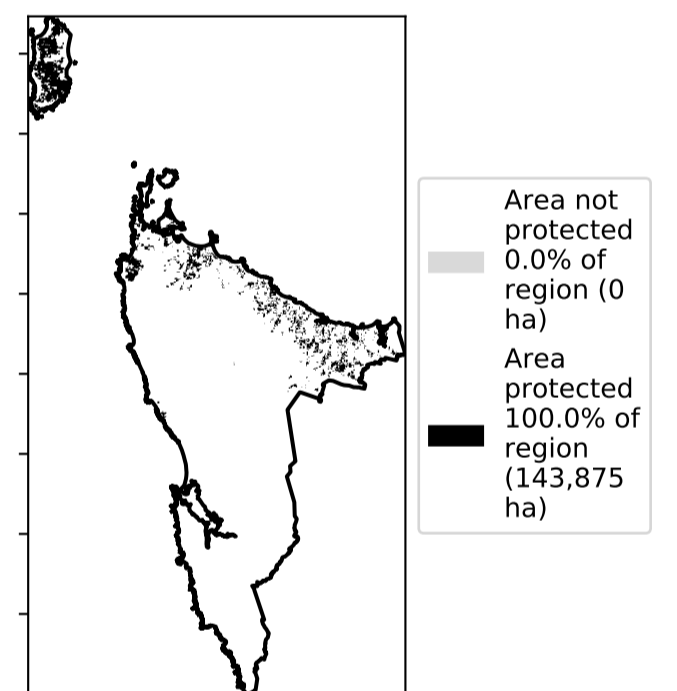 Area not
protected
0.0% of
region (0
ha)
Area
protected
100.0% of
region
(143,875
ha)